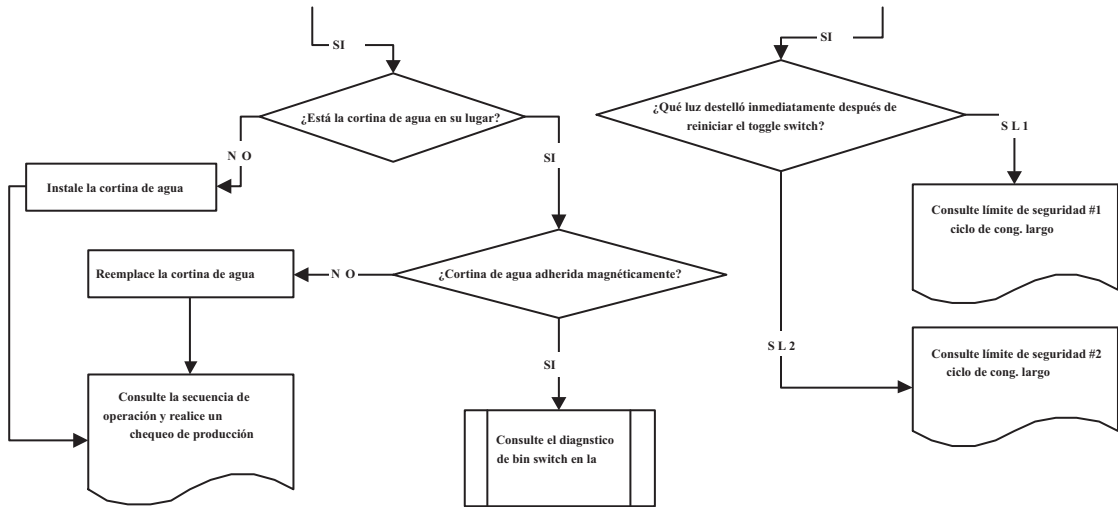 SI
¿Está la cortina de agua en su lugar?
N O
SI
Instale la cortina de agua
¿Cortina de agua adherida magnéticamente?
N O
Reemplace la cortina de agua
SI
Consulte la secuencia de
operación y realice un
chequeo de producción
Consulte el diagnstico
de bin switch en la
SI
¿Qué luz destelló inmediatamente después de
reiniciar el toggle switch?
S L 1
Consulte límite de seguridad #1
ciclo de cong. largo
S L 2
Consulte límite de seguridad #2
ciclo de cong. largo